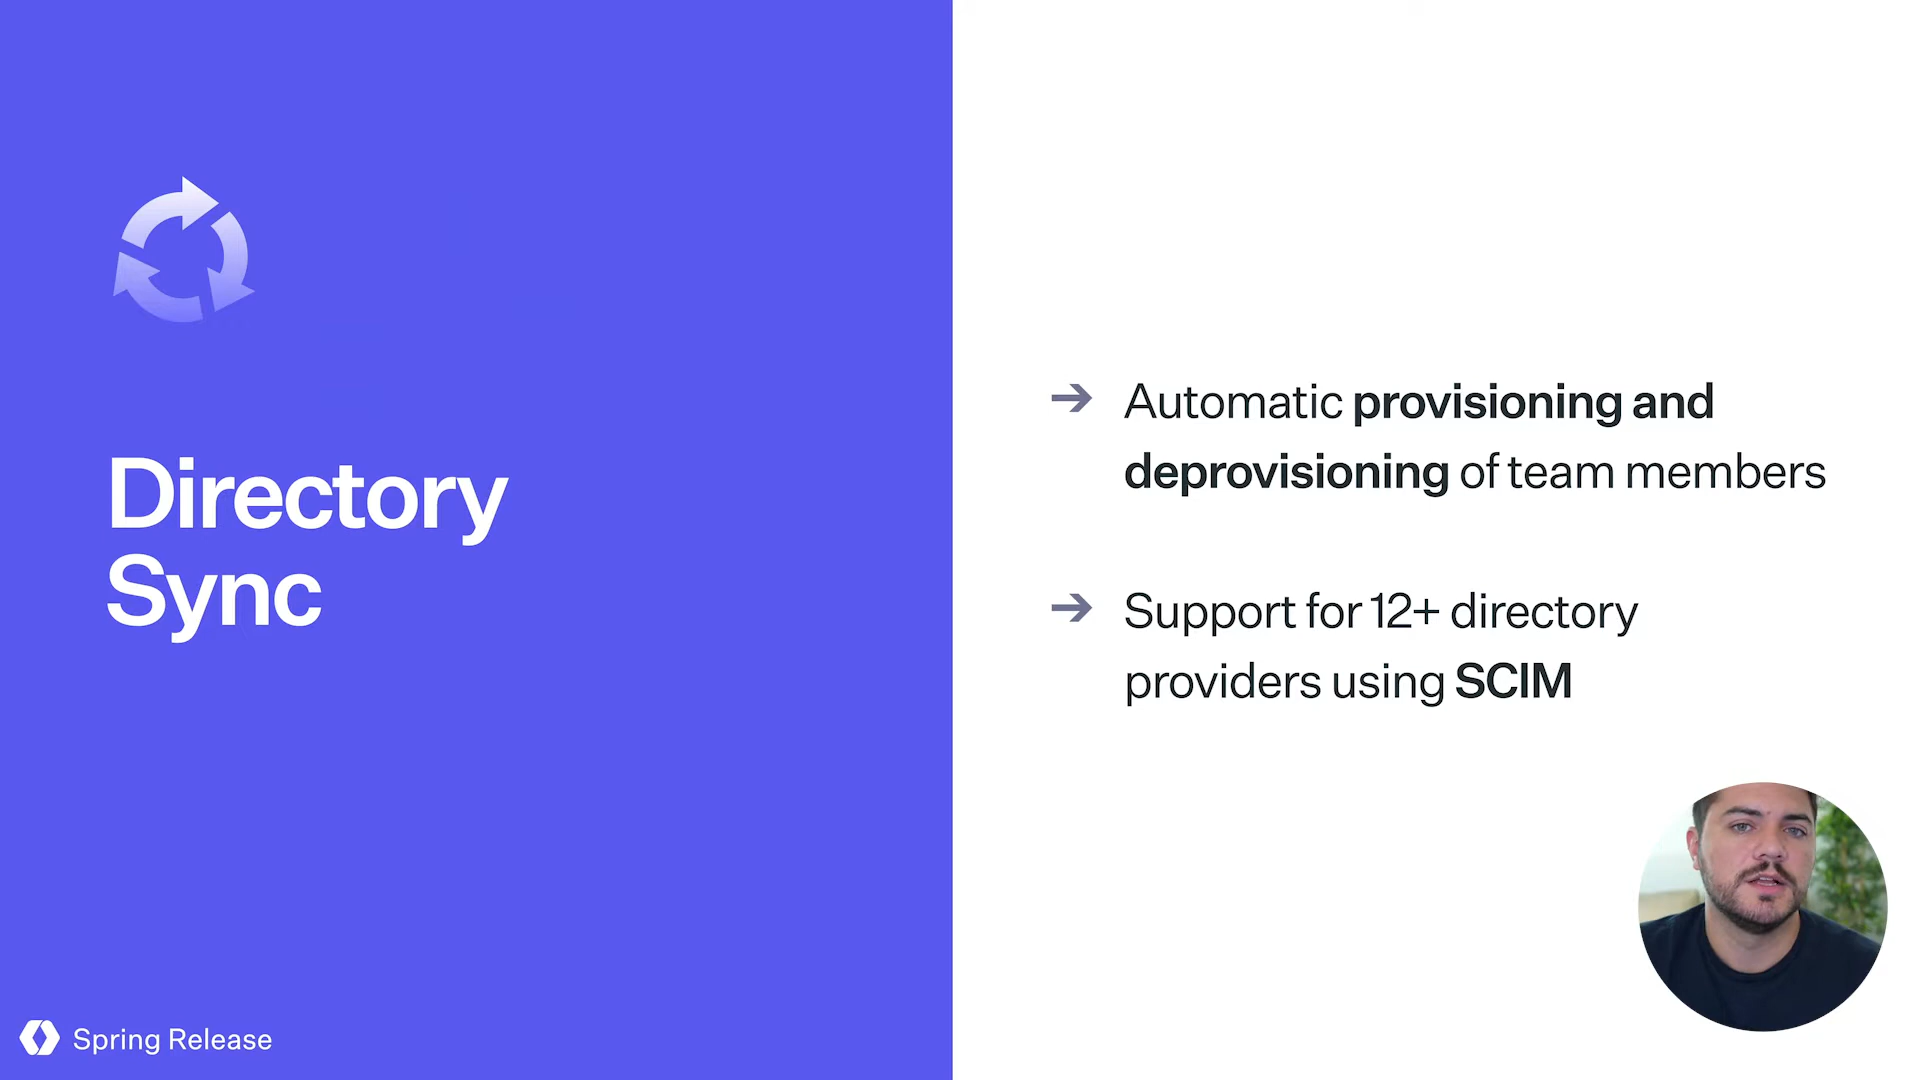 Directory
Sync
Automatic provisioning and
deprovisioning of team members
Support for 12+ directory
providers using SCIM
Spring Release